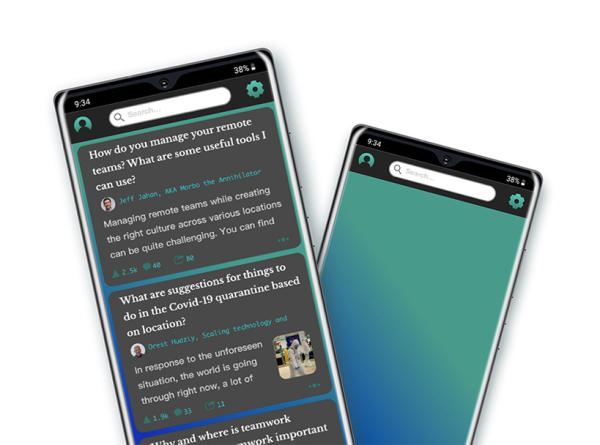 9:34
38%
Search...
How do you manage your remote
teams? What are some useful tools I
can use?
Jeff Jahan, AKA Morbo the Annihilator
Managing remote teams while creating
the right culture across various locations
can be quite challenging. You can find
2.5k 40 80
What are suggestions for things to
do in the Covid-19 quarantine based
on location?
Orest Hudziy, Scaling technology and
In response to the unforeseen
situation, the world is going
through right now, a lot of
1.9k 33 11
Why and where is teamwork
important
9:34
38%
Search...